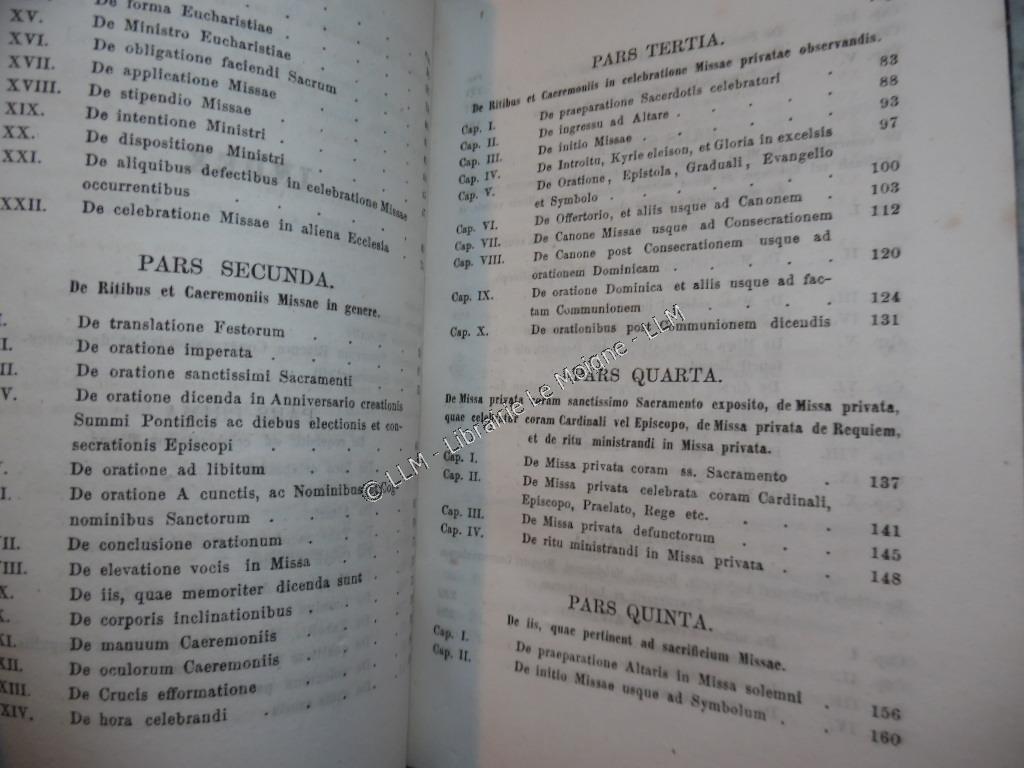 De forma Eucharistiae
XV. De Ministro Eucharistiae
XVI. De obligatione faciendi Sacrum
XVII. De applicatione Missae
XVIII. De stipendio Missae
XIX. De intentione Ministri
XX. De dispositione Ministri
XXI. De aliquibus defectibus in celebratione Missae
occurrentibus
XXII. De celebratione Missae in aliena Ecclesia
PARS SECUNDA.
De Ritibus et Caeremoniis Missae in genere.
I. De translatione Festorum
II. De oratione imperata
II. De oratione sanctissimi Sacramenti
V. De oratione dicenda in Anniversario creationis
Summi Pontificis ac diebus electionis et con-
secrationis Episcopi
V. De oratione ad libitum
I. De oratione A cunctis, ac Nominibus et Cog-
nominibus Sanctorum
VII. De conclusione orationum
VIII. De elevatione vocis in Missa
X. De iis, quae memoriter dicenda sunt
X. De corporis inclinationibus
XI. De manuum Caeremoniis
XII. De oculorum Caeremoniis
XIII. De Crucis efformatione
XIV. De hora celebrandi
PARS TERTIA.
De Ritibus et Caeremoniis in celebratione Missae privatae observandis.
Cap. I. De praeparatione Sacerdotis celebraturi 83
Cap. II. De ingressu ad Altare 88
Cap. III. De initio Missae 93
Cap. IV. De Introitu, Kyrie eleison, et Gloria in excelsis 97
Cap. V. De Oratione, Epistola, Graduali, Evangelio
et Symbolo 100
Cap. VI. De Offertorio, et aliis usque ad Canonem 103
Cap. VII. De Canone Missae usque ad Consecrationem 112
Cap. VIII. De Canone post Consecrationem usque ad
orationem Dominicam 120
Cap. IX. De oratione Dominica et aliis usque ad fac-
tam Communionem 124
Cap. X. De orationibus post Communionem dicendis 131
PARS QUARTA.
De Missa privata coram sanctissimo Sacramento exposito, de Missa privata,
quae celebratur coram Cardinali vel Episcopo, de Missa privata de Requiem,
et de ritu ministrandi in Missa privata.
Cap. I. De Missa privata coram ss. Sacramento 137
Cap. II. De Missa privata celebrata coram Cardinali,
Episcopo, Praelato, Rege etc. 141
Cap. III. De Missa privata defunctorum 145
Cap. IV. De ritu ministrandi in Missa privata 148
PARS QUINTA.
De iis, quae pertinent ad sacrificium Missae.
Cap. I. De praeparatione Altaris in Missa solemni 156
Cap. II. De initio Missae usque ad Symbolum 160
© LLM - Librairie Le Moigne - LLM